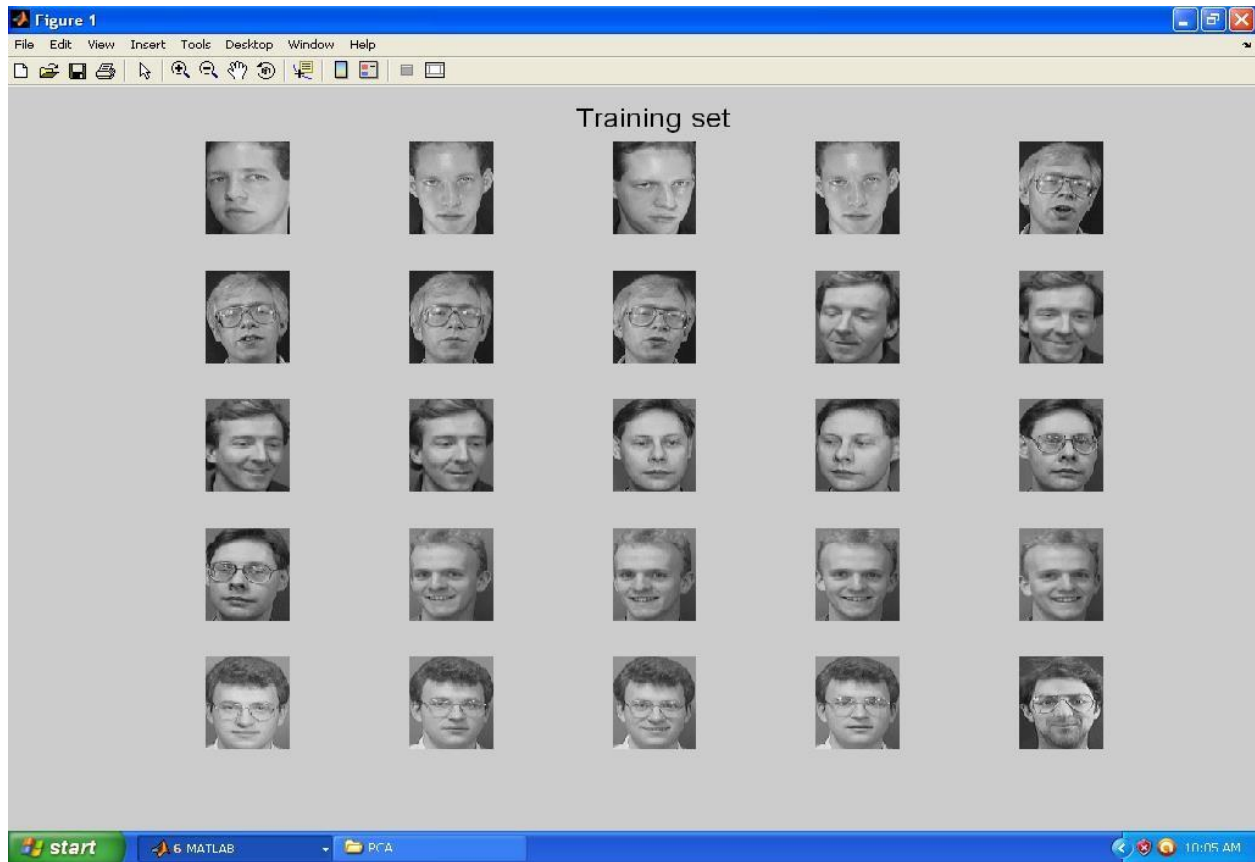 Figure 1
File Edit View Insert Tools Desktop Window Help
Training set
start 6 MATLAB PCA 10:05 AM